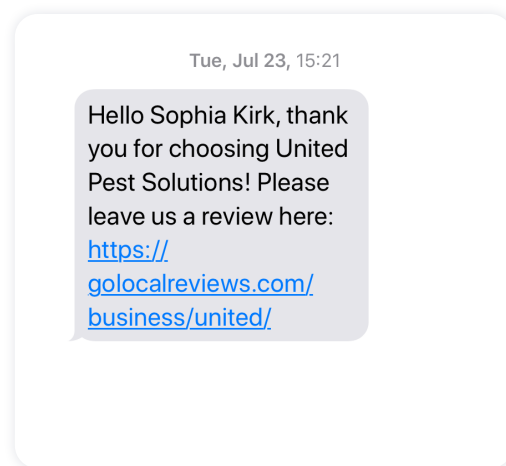 Tue, Jul 23, 15:21
Hello Sophia Kirk, thank
you for choosing United
Pest Solutions! Please
leave us a review here:
https://
golocalreviews.com/
business/united/